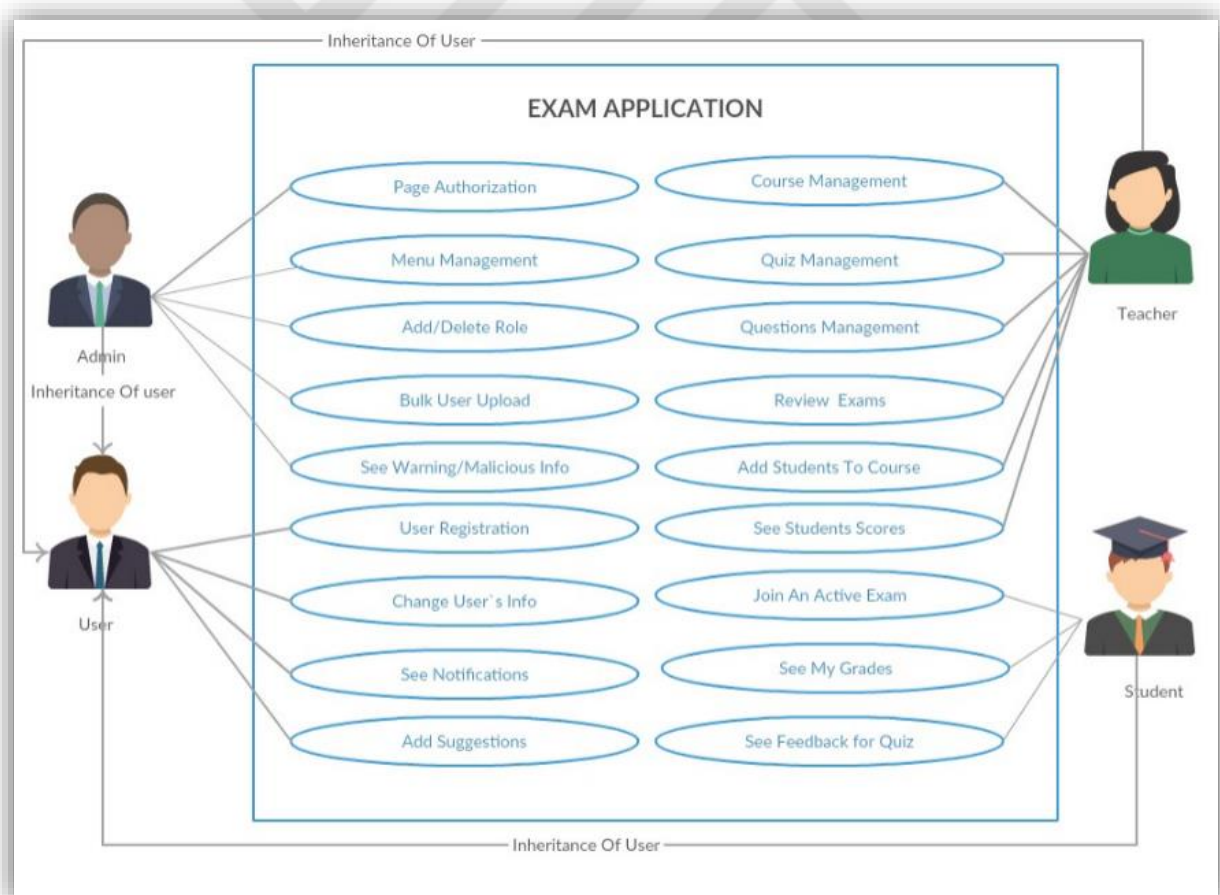 Inheritance Of User
EXAM APPLICATION
Page Authorization
Course Management
Menu Management
Quiz Management
Add/Delete Role
Questions Management
Teacher
Admin
Inheritance Of user
Bulk User Upload
Review Exams
See Warning/Malicious Info
Add Students To Course
User Registration
See Students Scores
Change User`s Info
Join An Active Exam
User
See Notifications
See My Grades
Student
Add Suggestions
See Feedback for Quiz
Inheritance Of User